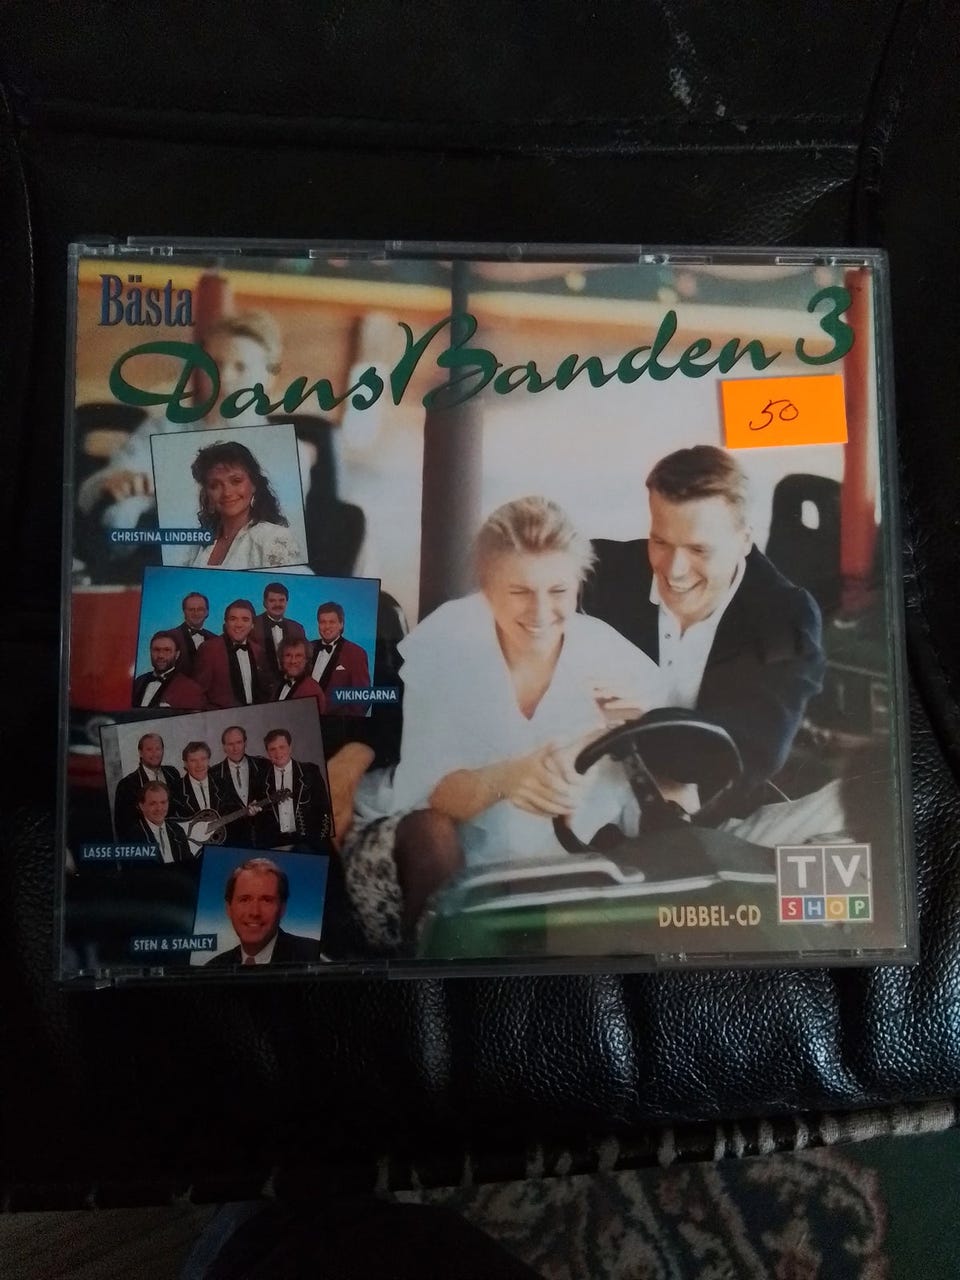 Bästa
DansBanden 3
50
CHRISTINA LINDBERG
VIKINGARNA
LASSE STEFANZ
STEN & STANLEY
DUBBEL-CD
TV
SHOP